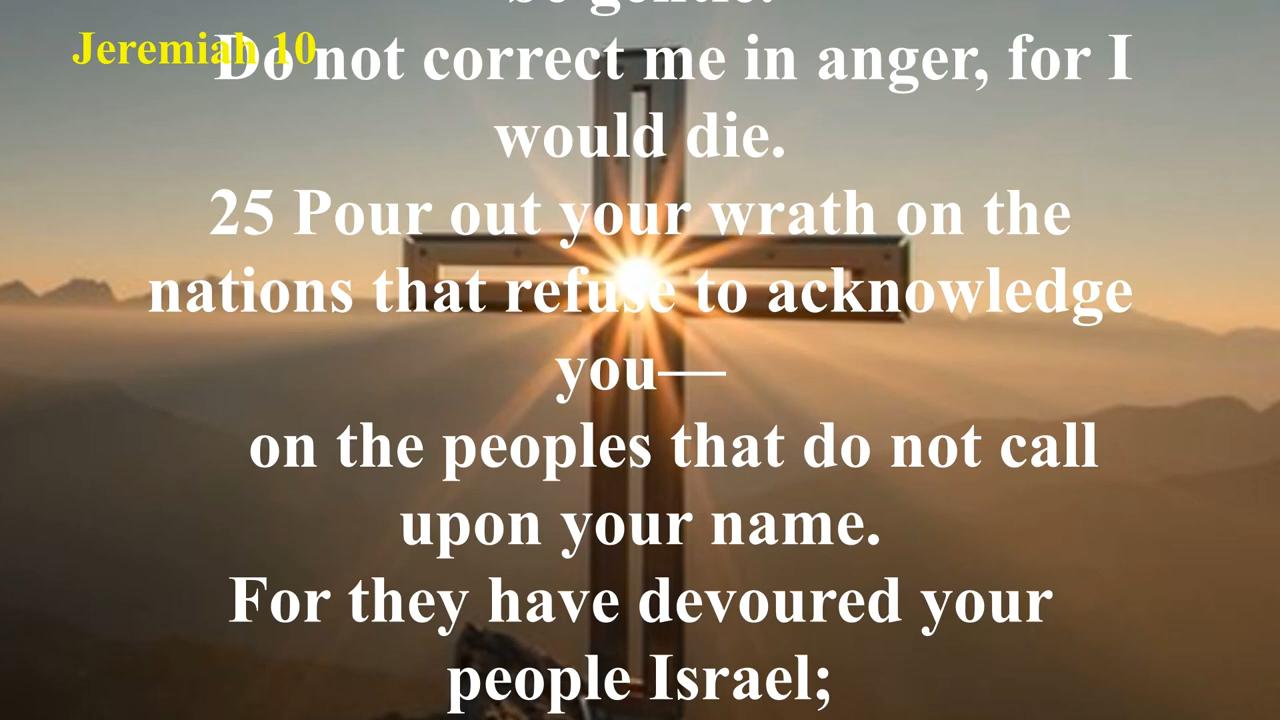 be gentle.
Jeremiah 10
Do not correct me in anger, for I
would die.
25 Pour out your wrath on the
nations that refuse to acknowledge
you—
on the peoples that do not call
upon your name.
For they have devoured your
people Israel;